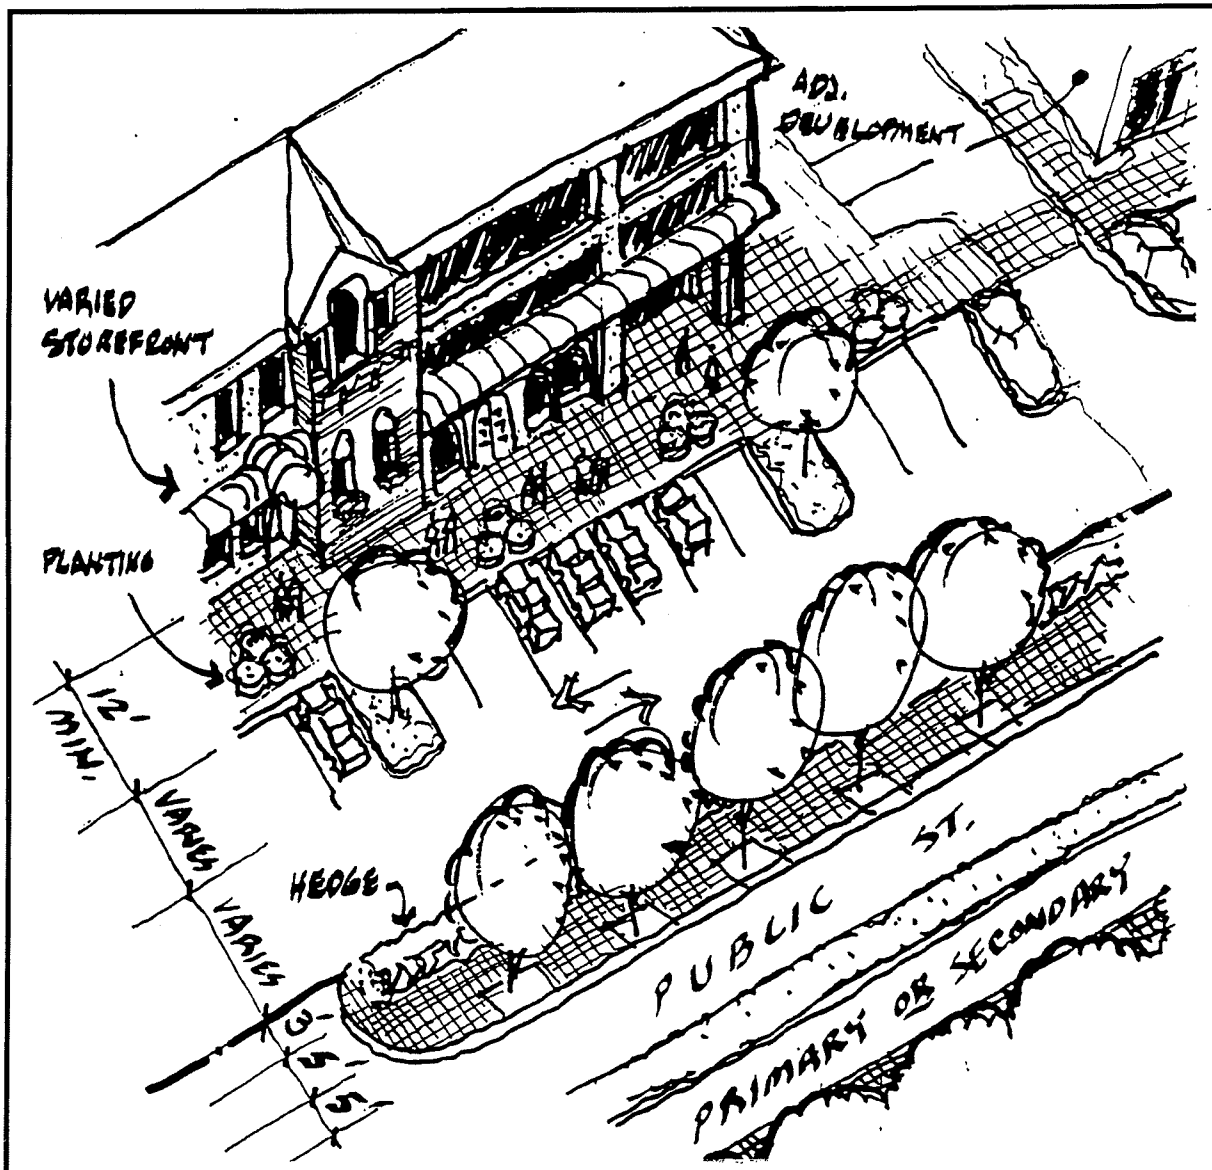 ADJ.
DEVELOPMENT
VARIED
STOREFRONT
PLANTING
12'
MIN.
VARIES
VARIES
HEDGE
3'
5'
5'
PUBLIC ST.
PRIMARY OR SECONDARY